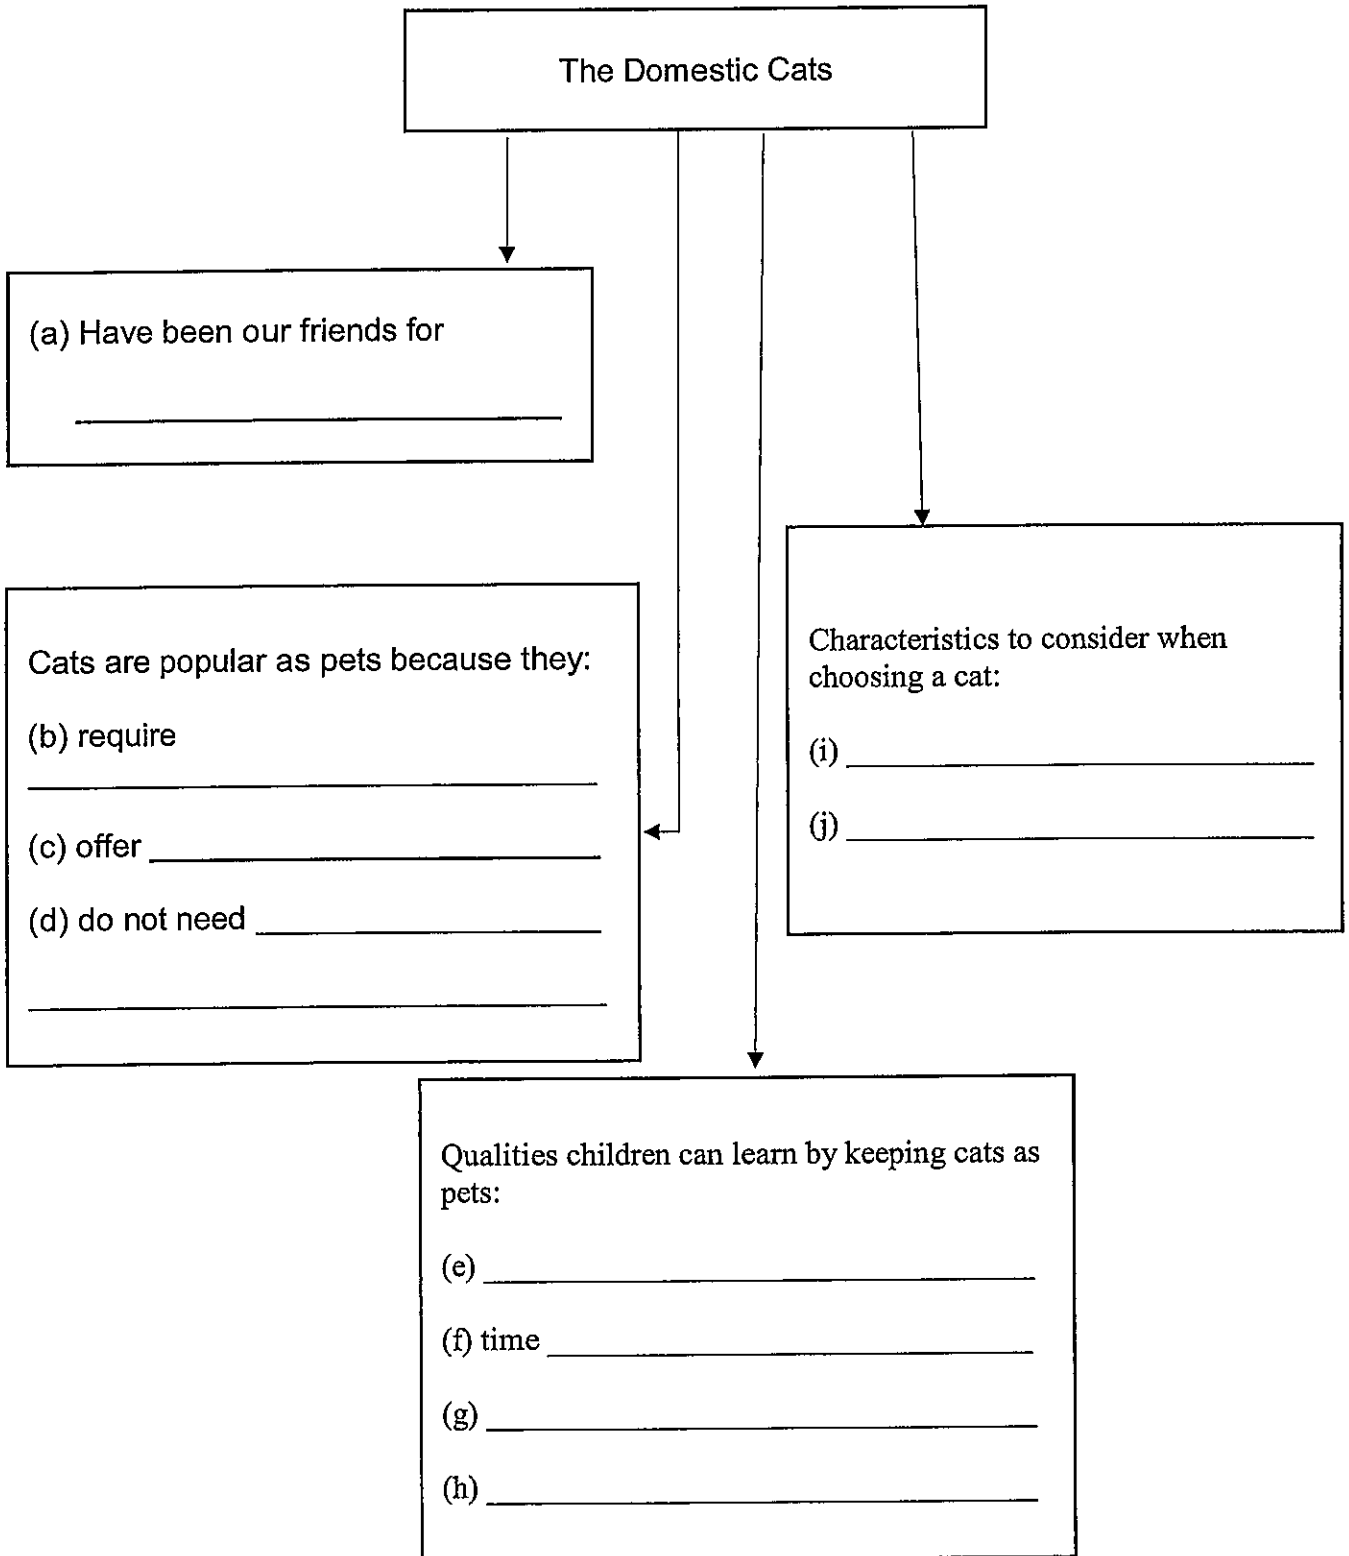 The Domestic Cats
(a) Have been our friends for
Cats are popular as pets because they:
(b) require
(c) offer
(d) do not need
Characteristics to consider when
choosing a cat:
(i)
(j)
Qualities children can learn by keeping cats as
pets:
(e)
(f) time
(g)
(h)